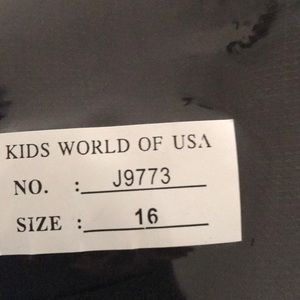 KIDS WORLD OF USA
NO. : J9773
SIZE : 16